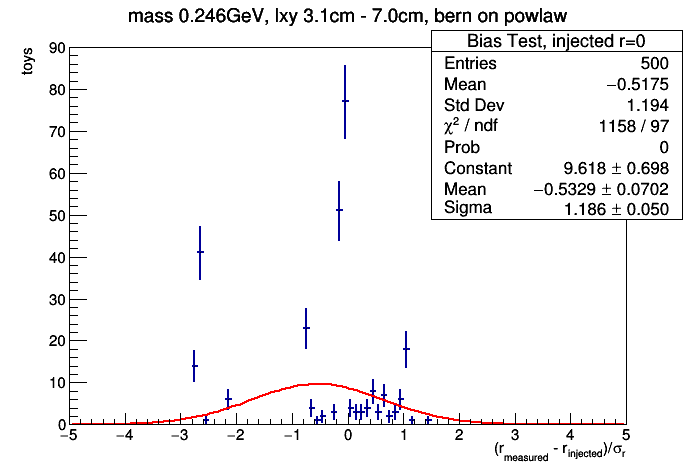 mass 0.246GeV, lxy 3.1cm - 7.0cm, bern on powlaw
toys
Bias Test, injected r=0
Entries 500
Mean −0.5175
Std Dev 1.194
χ² / ndf 1158 / 97
Prob 0
Constant 9.618 ± 0.698
Mean −0.5329 ± 0.0702
Sigma 1.186 ± 0.050
90
80
70
60
50
40
30
20
10
0
−5 −4 −3 −2 −1 0 1 2 3 4 5
(r_measured - r_injected)/σ_r